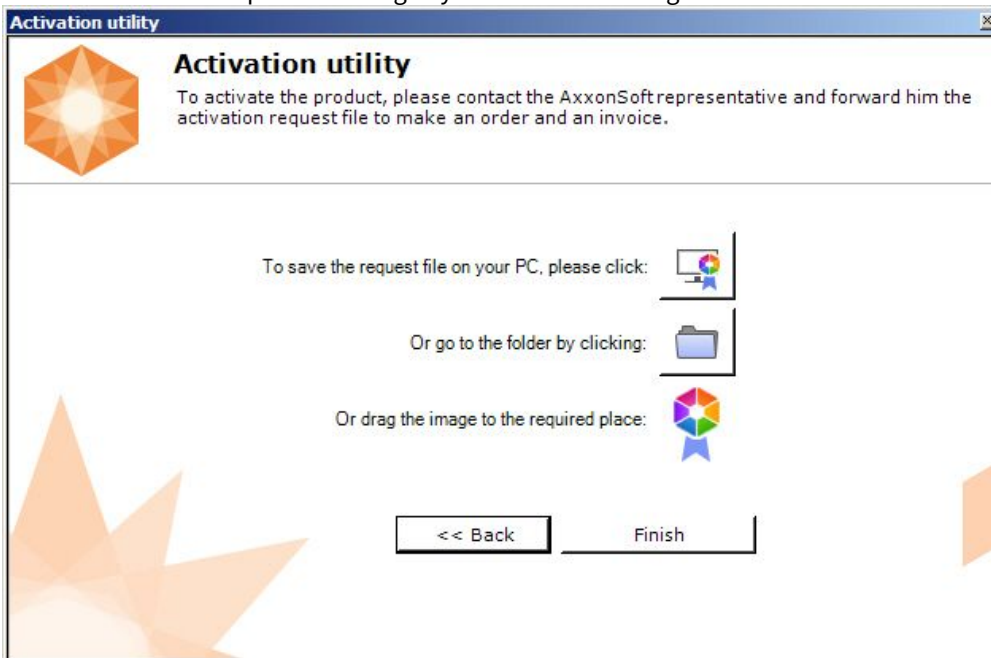 Activation utility
Activation utility
To activate the product, please contact the AxxonSoft representative and forward him the
activation request file to make an order and an invoice.
To save the request file on your PC, please click:
Or go to the folder by clicking:
Or drag the image to the required place:
<< Back Finish